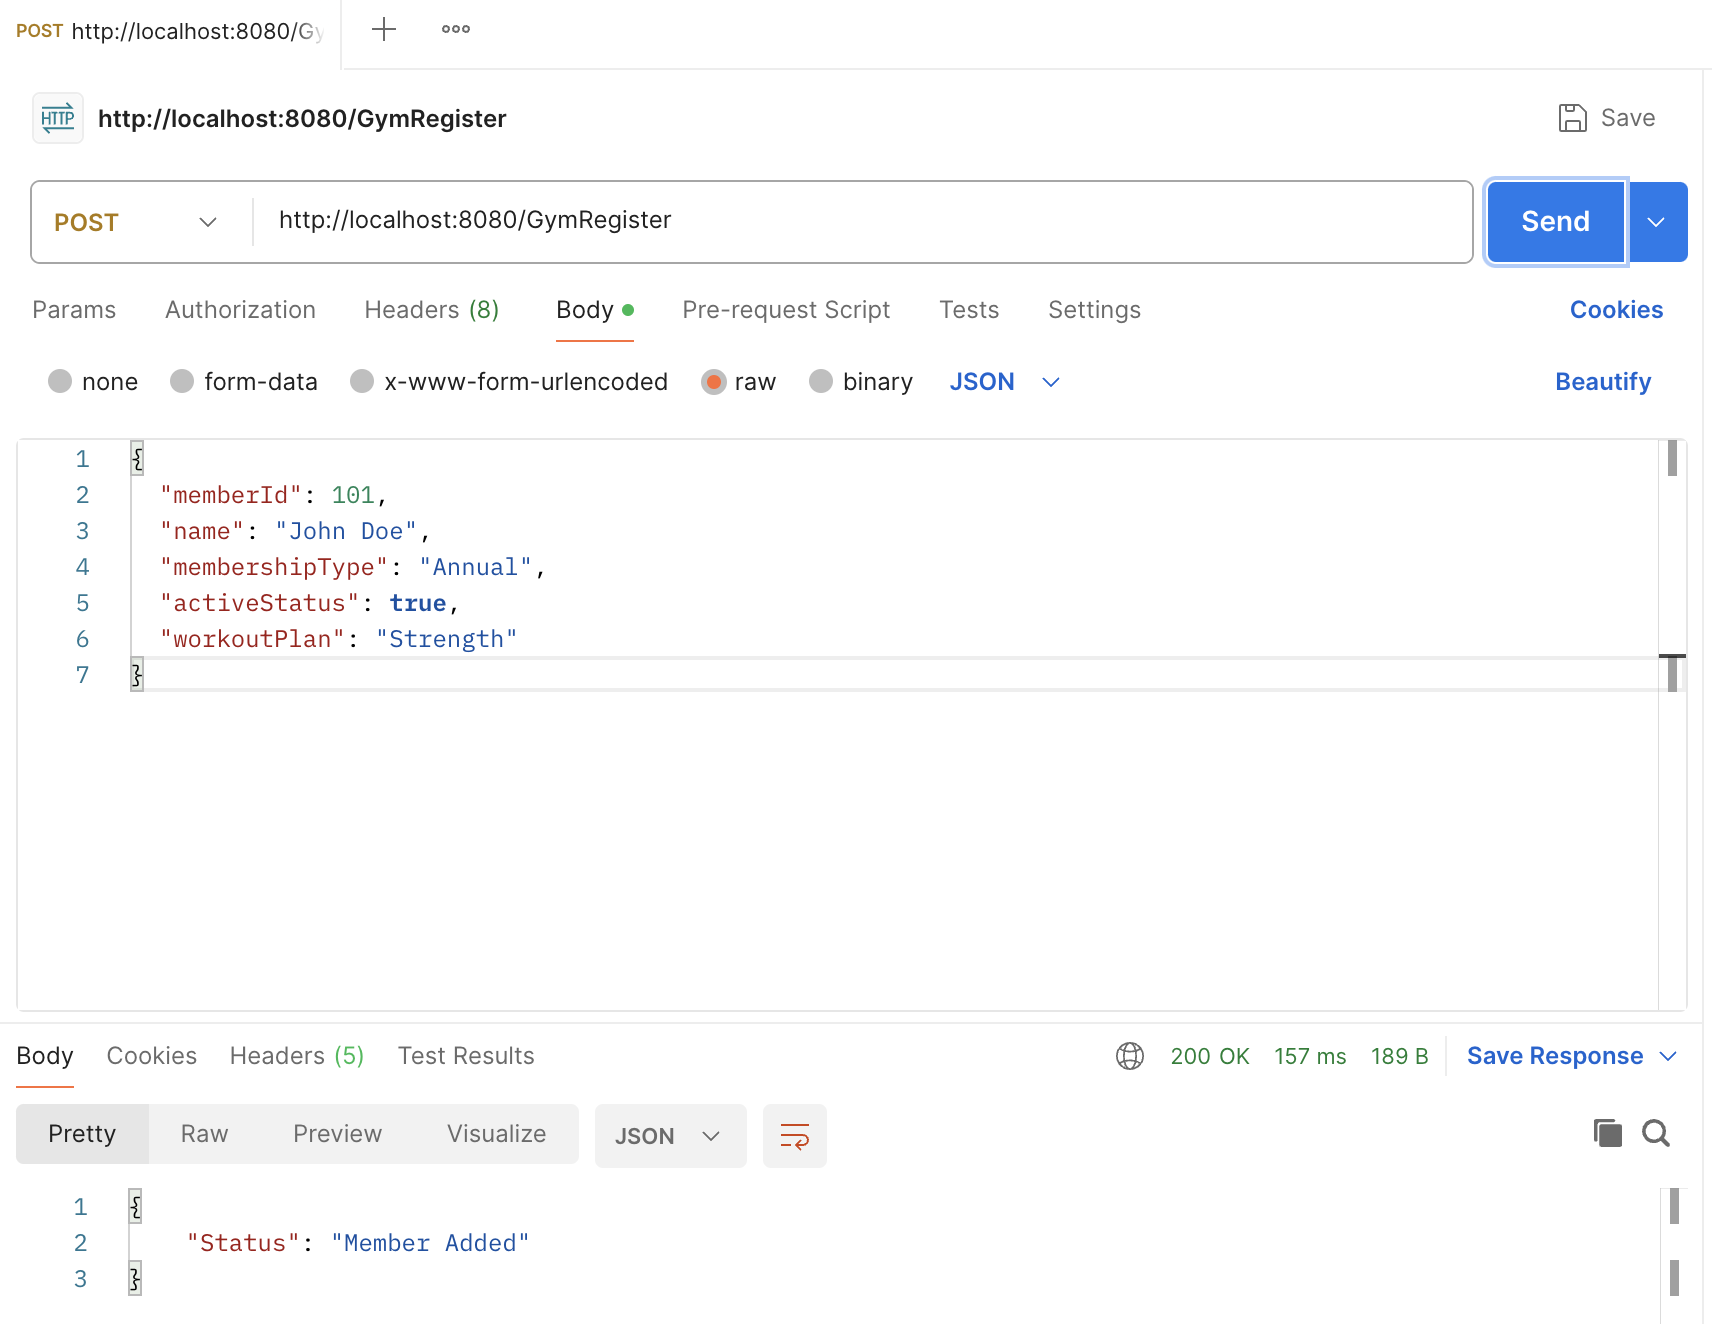 POST http://localhost:8080/Gy
HTTP http://localhost:8080/GymRegister Save
POST http://localhost:8080/GymRegister Send
Params Authorization Headers (8) Body Pre-request Script Tests Settings Cookies
none form-data x-www-form-urlencoded raw binary JSON Beautify
1 {
2 "memberId": 101,
3 "name": "John Doe",
4 "membershipType": "Annual",
5 "activeStatus": true,
6 "workoutPlan": "Strength"
7 }
Body Cookies Headers (5) Test Results 200 OK 157 ms 189 B Save Response
Pretty Raw Preview Visualize JSON
1 {
2 "Status": "Member Added"
3 }